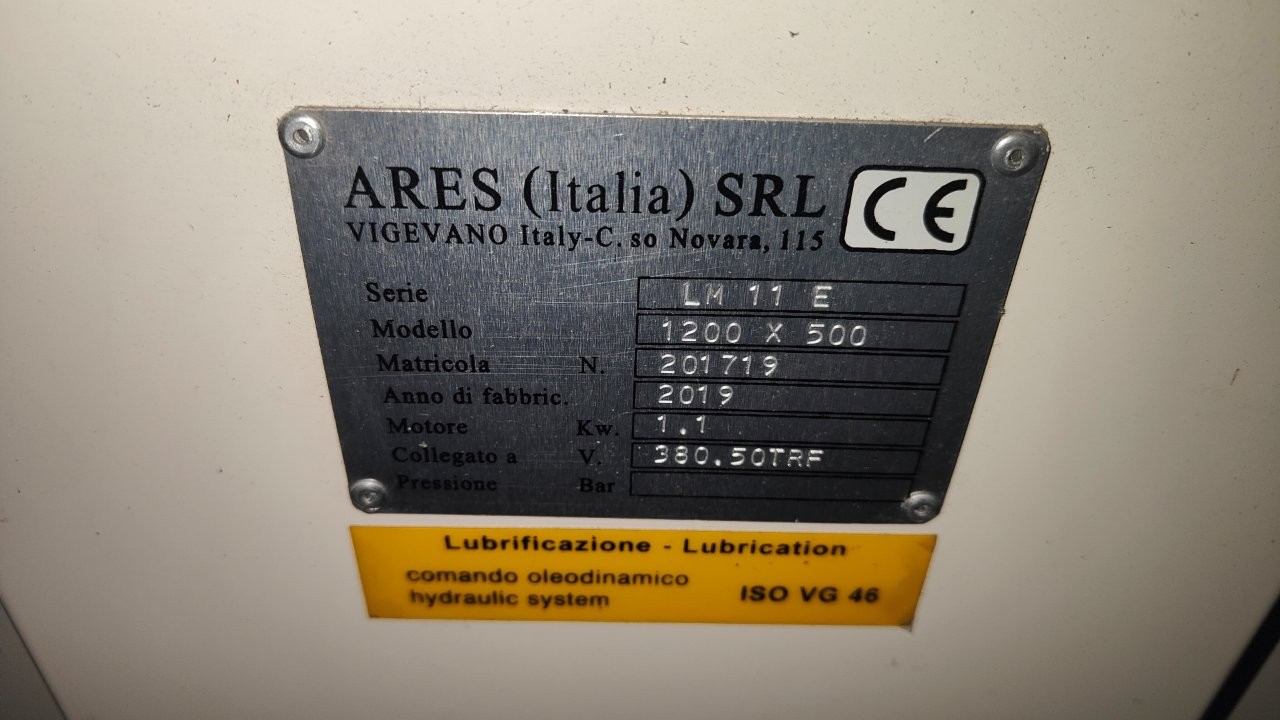 ARES (Italia) SRL CE
VIGEVANO Italy-C.so Novara, 115
Serie LM 11 E
Modello 1200 X 500
Matricola N. 201719
Anno di fabbric. 2019
Motore Kw. 1.1
Collegato a V. 380.50TRF
Pressione Bar
Lubrificazione - Lubrication
comando oleodinamico
hydraulic system ISO VG 46